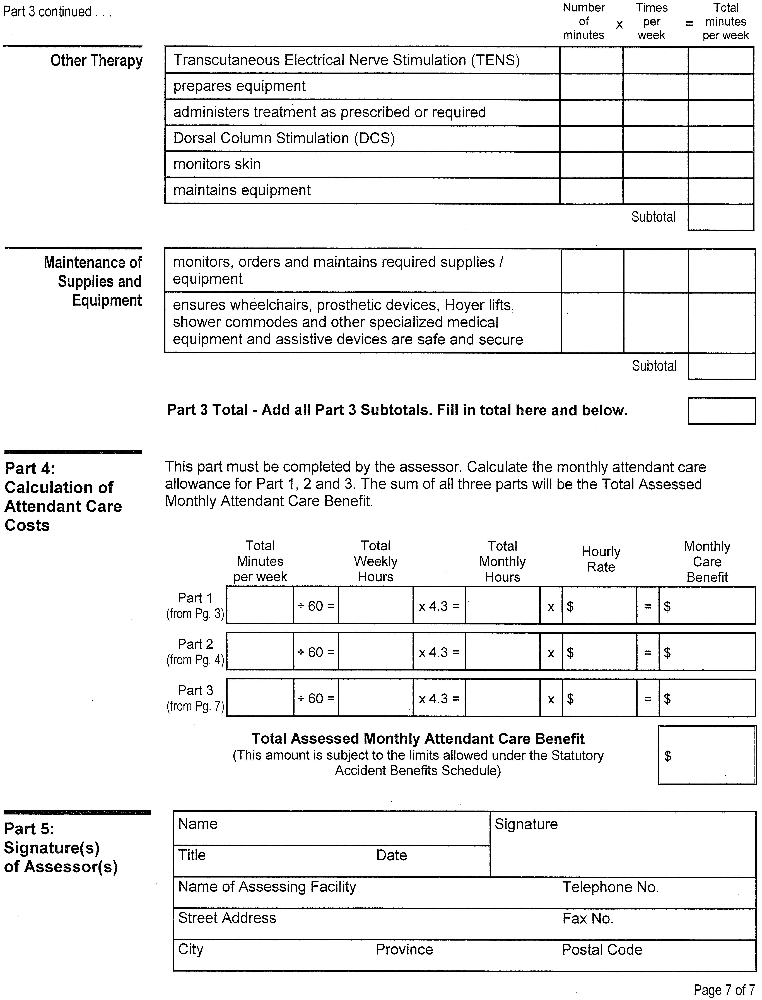 Part 3 continued . . .
Number of minutes x Times per week = Total minutes per week
Other Therapy
Transcutaneous Electrical Nerve Stimulation (TENS)
prepares equipment
administers treatment as prescribed or required
Dorsal Column Stimulation (DCS)
monitors skin
maintains equipment
Subtotal
Maintenance of
Supplies and
Equipment
monitors, orders and maintains required supplies /
equipment
ensures wheelchairs, prosthetic devices, Hoyer lifts,
shower commodes and other specialized medical
equipment and assistive devices are safe and secure
Subtotal
Part 3 Total - Add all Part 3 Subtotals. Fill in total here and below.
Part 4:
Calculation of
Attendant Care
Costs
This part must be completed by the assessor. Calculate the monthly attendant care
allowance for Part 1, 2 and 3. The sum of all three parts will be the Total Assessed
Monthly Attendant Care Benefit.
Total Minutes per week
Total Weekly Hours
Total Monthly Hours
Hourly Rate
Monthly Care Benefit
Part 1
(from Pg. 3) ÷ 60 = x 4.3 = x $ = $
Part 2
(from Pg. 4) ÷ 60 = x 4.3 = x $ = $
Part 3
(from Pg. 7) ÷ 60 = x 4.3 = x $ = $
Total Assessed Monthly Attendant Care Benefit
(This amount is subject to the limits allowed under the Statutory
Accident Benefits Schedule)
$
Part 5:
Signature(s)
of Assessor(s)
Name Signature
Title Date
Name of Assessing Facility Telephone No.
Street Address Fax No.
City Province Postal Code
Page 7 of 7